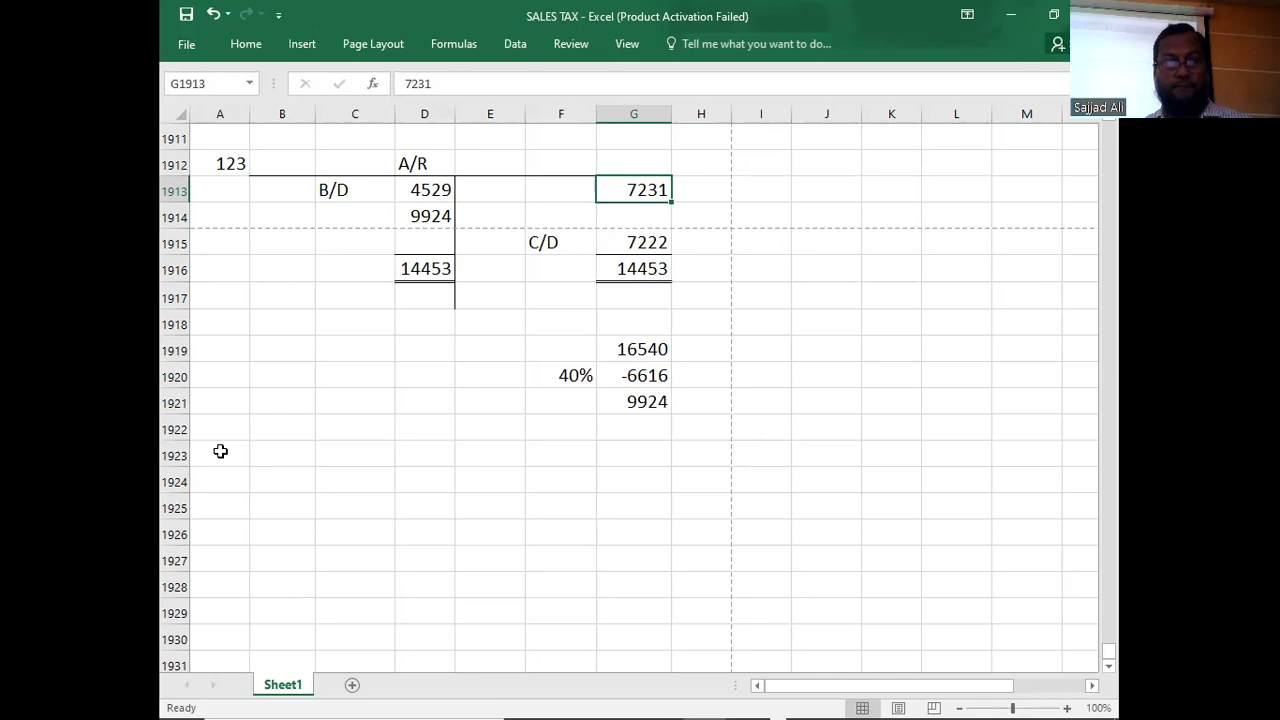 SALES TAX - Excel (Product Activation Failed)
File Home Insert Page Layout Formulas Data Review View Tell me what you want to do...
Sajjad Ali
G1913 fx 7231
A B C D E F G H I J K L M
1911
1912 123 A/R
1913 B/D 4529 7231
1914 9924
1915 C/D 7222
1916 14453 14453
1917
1918
1919 16540
1920 40% -6616
1921 9924
1922
1923
1924
1925
1926
1927
1928
1929
1930
1931
Sheet1
Ready 100%